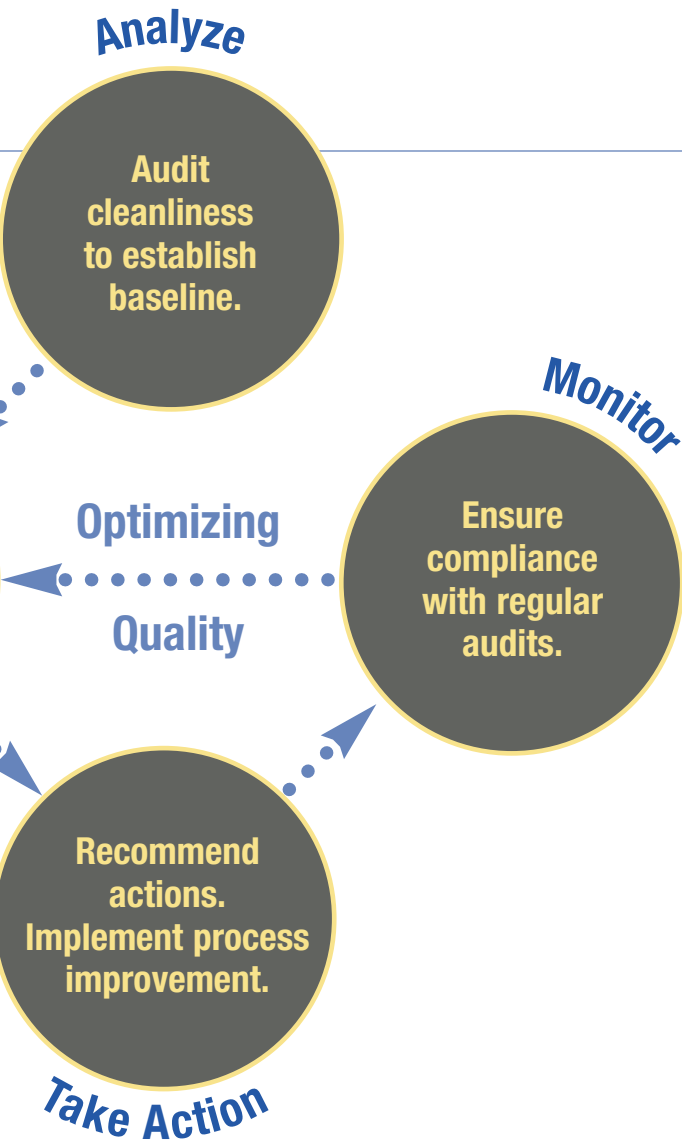 Analyze
Audit
cleanliness
to establish
baseline.
Monitor
Ensure
compliance
with regular
audits.
Optimizing
Quality
Recommend
actions.
Implement process
improvement.
Take Action